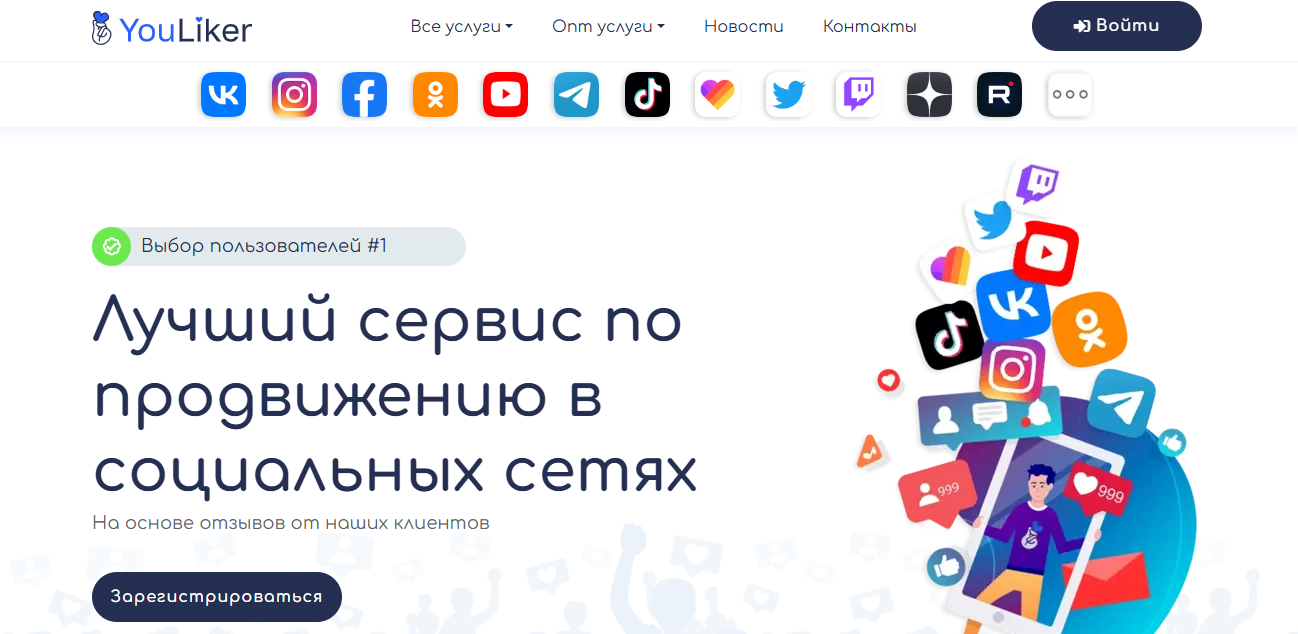 YouLiker
Все услуги
Опт услуги
Новости
Контакты
Войти
Выбор пользователей #1
Лучший сервис по
продвижению в
социальных сетях
На основе отзывов от наших клиентов
Зарегистрироваться
999
999